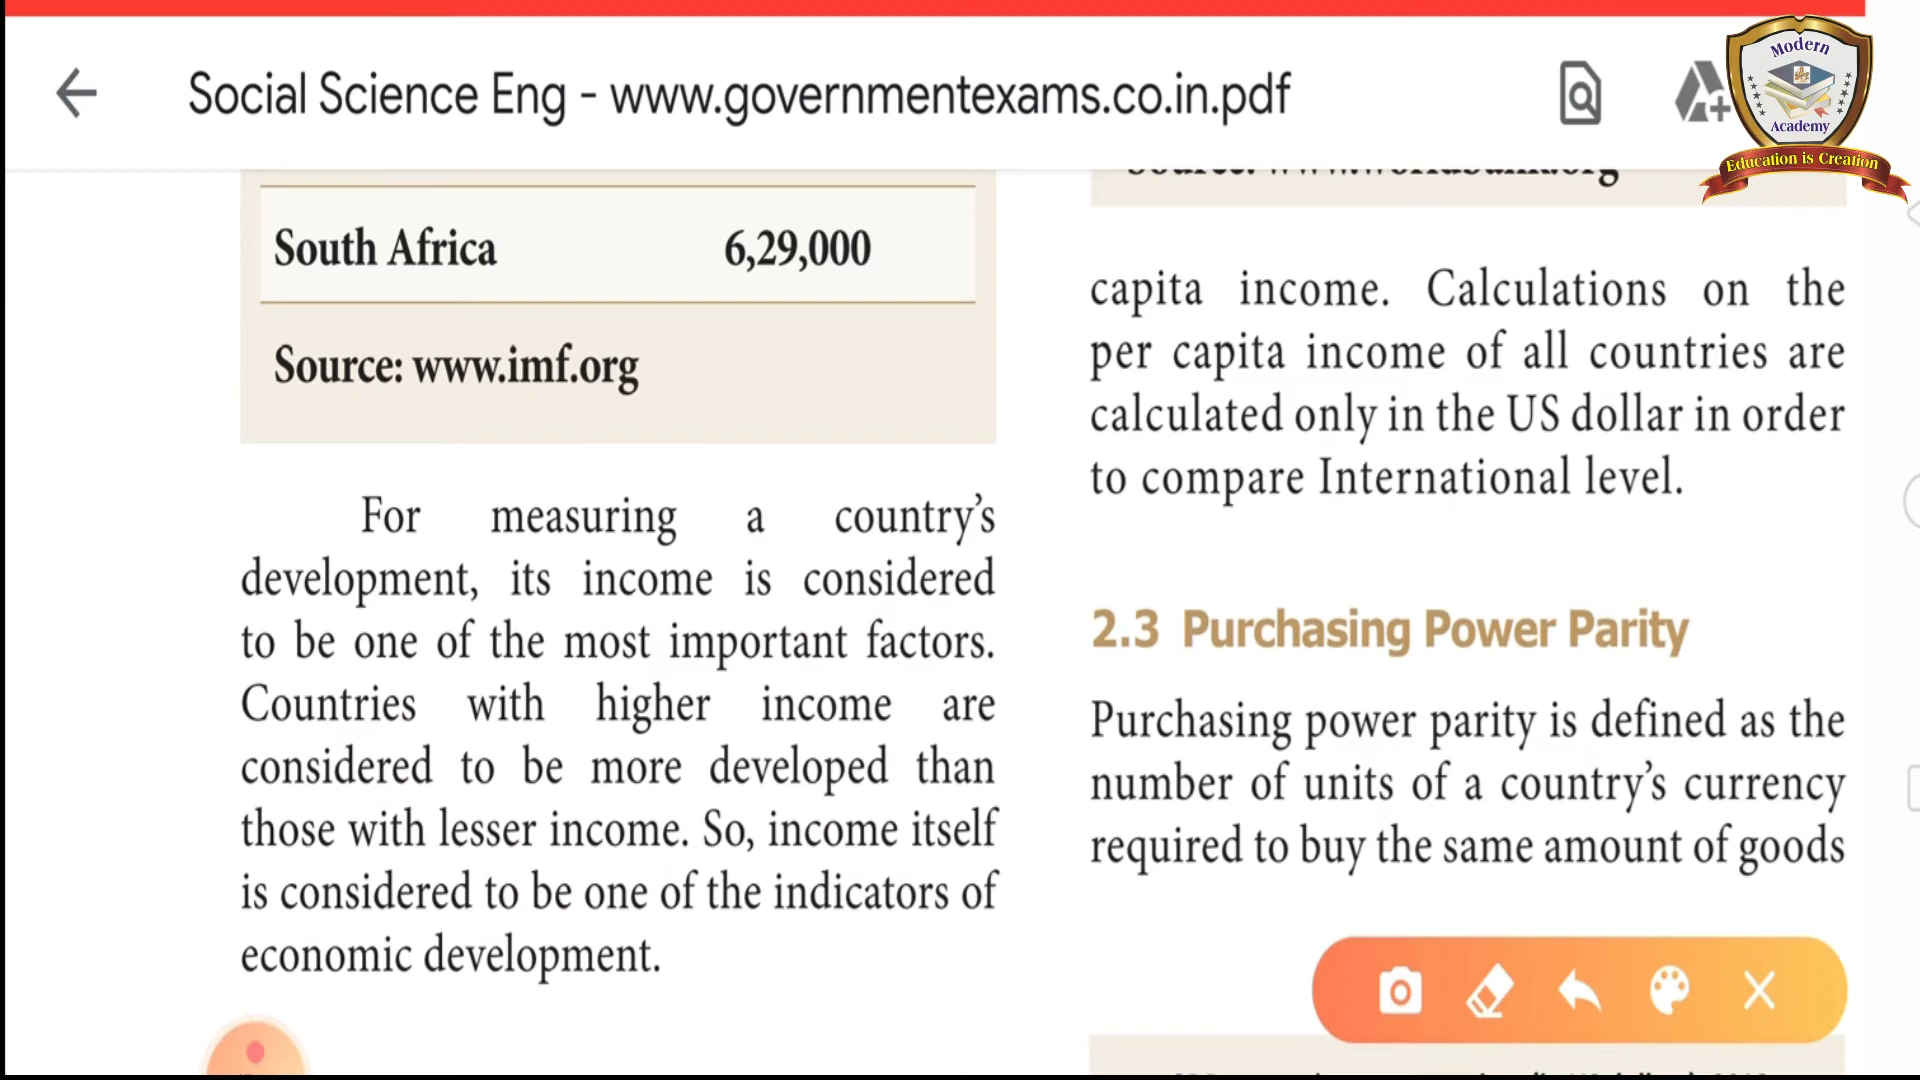 Social Science Eng - www.governmentexams.co.in.pdf
Modern
Academy
Education is Creation
South Africa 6,29,000
Source: www.imf.org
For measuring a country's
development, its income is considered
to be one of the most important factors.
Countries with higher income are
considered to be more developed than
those with lesser income. So, income itself
is considered to be one of the indicators of
economic development.
capita income. Calculations on the
per capita income of all countries are
calculated only in the US dollar in order
to compare International level.
2.3 Purchasing Power Parity
Purchasing power parity is defined as the
number of units of a country's currency
required to buy the same amount of goods